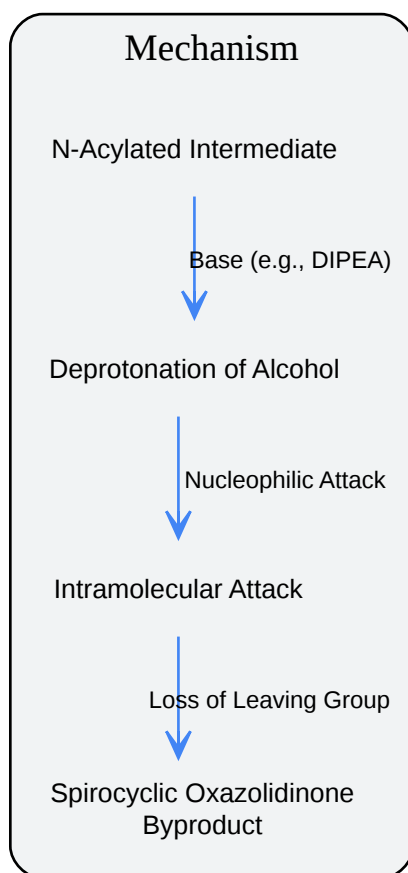 Mechanism
N-Acylated Intermediate
Base (e.g., DIPEA)
Deprotonation of Alcohol
Nucleophilic Attack
Intramolecular Attack
Loss of Leaving Group
Spirocyclic Oxazolidinone
Byproduct